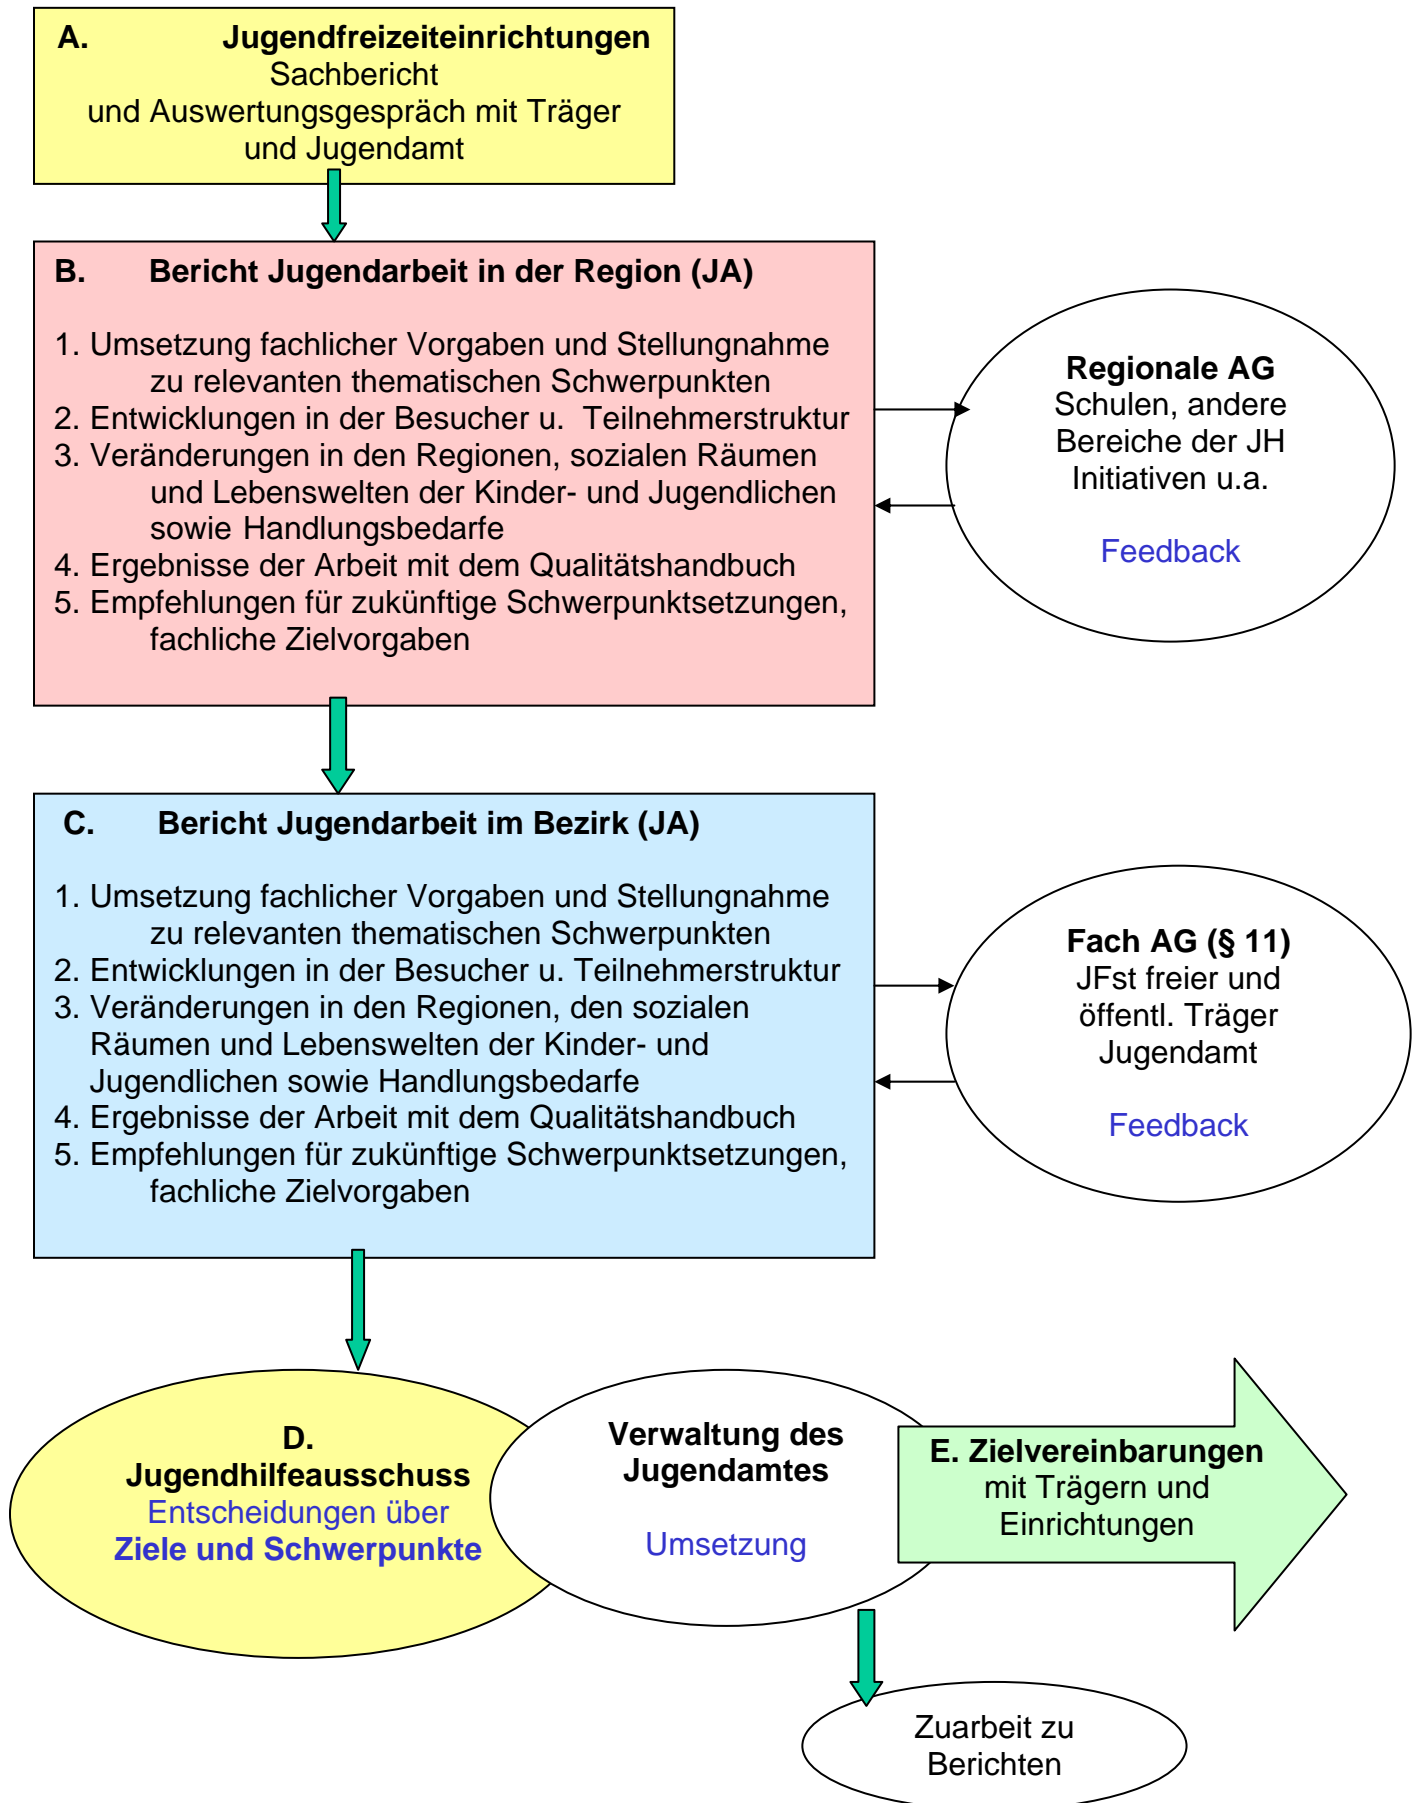 A. Jugendfreizeiteinrichtungen
Sachbericht
und Auswertungsgespräch mit Träger
und Jugendamt
B. Bericht Jugendarbeit in der Region (JA)
1. Umsetzung fachlicher Vorgaben und Stellungnahme
zu relevanten thematischen Schwerpunkten
2. Entwicklungen in der Besucher u. Teilnehmerstruktur
3. Veränderungen in den Regionen, sozialen Räumen
und Lebenswelten der Kinder- und Jugendlichen
sowie Handlungsbedarfe
4. Ergebnisse der Arbeit mit dem Qualitätshandbuch
5. Empfehlungen für zukünftige Schwerpunktsetzungen,
fachliche Zielvorgaben
Regionale AG
Schulen, andere
Bereiche der JH
Initiativen u.a.
Feedback
C. Bericht Jugendarbeit im Bezirk (JA)
1. Umsetzung fachlicher Vorgaben und Stellungnahme
zu relevanten thematischen Schwerpunkten
2. Entwicklungen in der Besucher u. Teilnehmerstruktur
3. Veränderungen in den Regionen, den sozialen
Räumen und Lebenswelten der Kinder- und
Jugendlichen sowie Handlungsbedarfe
4. Ergebnisse der Arbeit mit dem Qualitätshandbuch
5. Empfehlungen für zukünftige Schwerpunktsetzungen,
fachliche Zielvorgaben
Fach AG (§ 11)
JFst freier und
öffentl. Träger
Jugendamt
Feedback
D.
Jugendhilfeausschuss
Entscheidungen über
Ziele und Schwerpunkte
Verwaltung des
Jugendamtes
Umsetzung
E. Zielvereinbarungen
mit Trägern und
Einrichtungen
Zuarbeit zu
Berichten